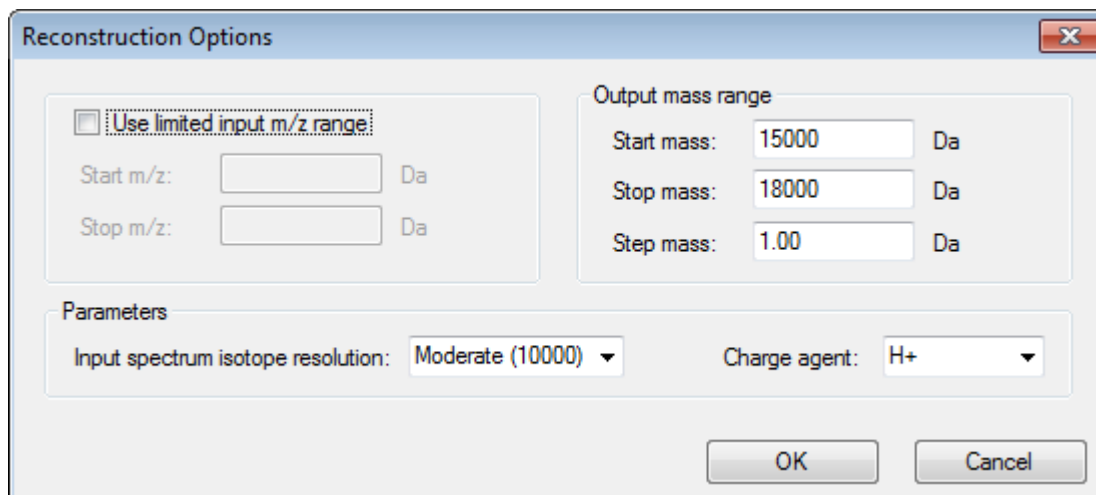 Reconstruction Options
Use limited input m/z range
Start m/z: Da
Stop m/z: Da
Output mass range
Start mass: 15000 Da
Stop mass: 18000 Da
Step mass: 1.00 Da
Parameters
Input spectrum isotope resolution: Moderate (10000) Charge agent: H+
OK Cancel